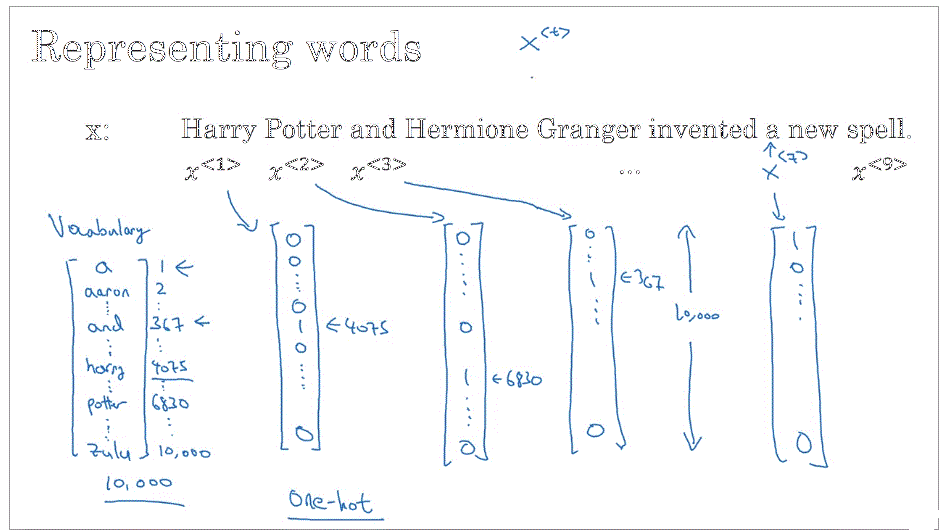 Representing words
x<t>
x: Harry Potter and Hermione Granger invented a new spell.
x<1> x<2> x<3> ... x<7> x<9>
Vocabulary
a 1 ←
aaron 2
⋮
and 367 ←
⋮
harry 4075
⋮
potter 6830
⋮
zulu 10,000
10,000
0
0
⋮
0
1 ← 4075
0
⋮
0
0
⋮
0
1 ← 6830
⋮
0
0
⋮
1 ← 367
⋮
0
10,000
1
0
⋮
0
One-hot